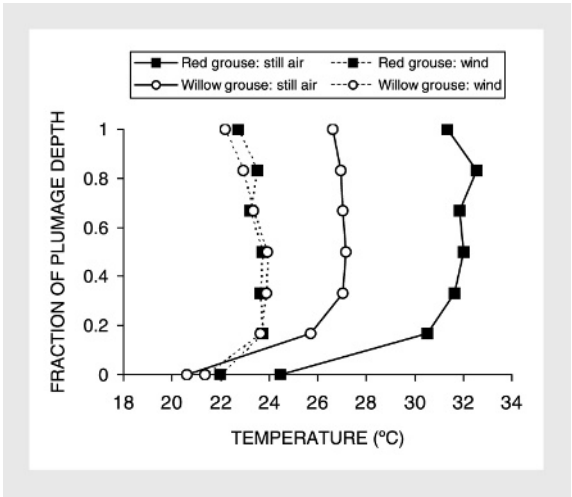 Red grouse: still air Red grouse: wind
Willow grouse: still air Willow grouse: wind
FRACTION OF PLUMAGE DEPTH
1
0.8
0.6
0.4
0.2
0
18 20 22 24 26 28 30 32 34
TEMPERATURE (ºC)